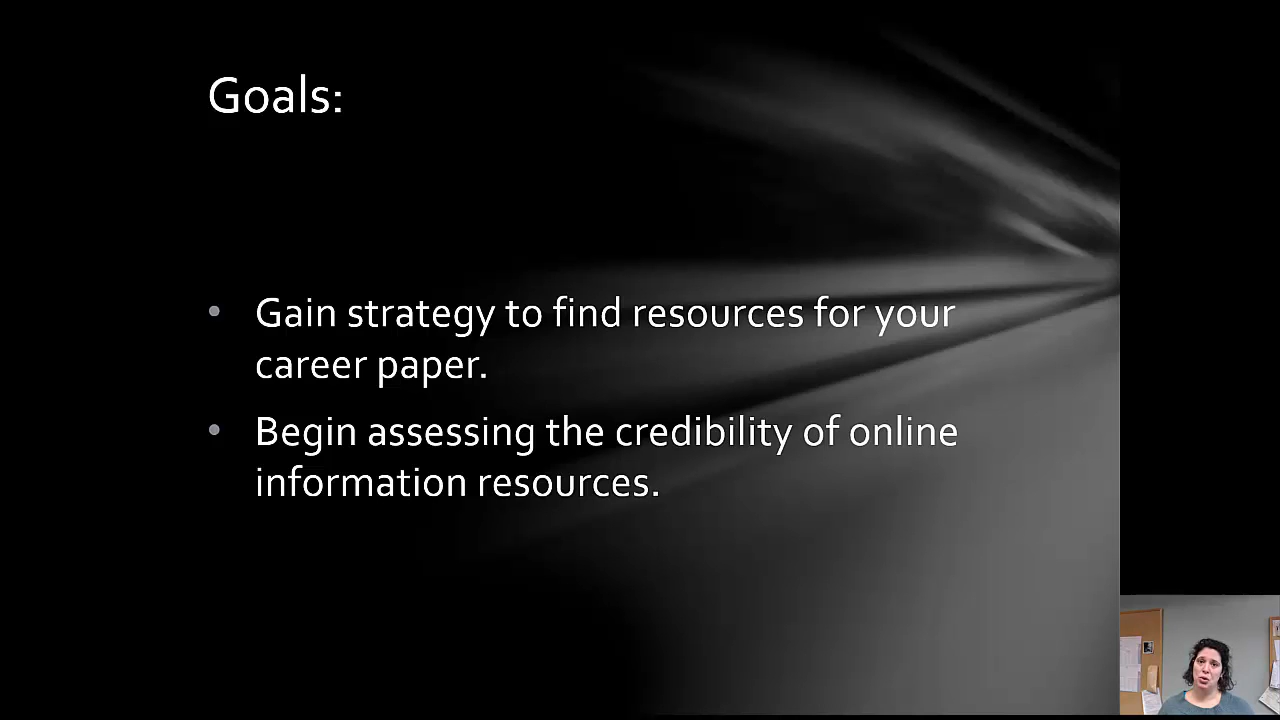 Goals:
• Gain strategy to find resources for your
career paper.
• Begin assessing the credibility of online
information resources.